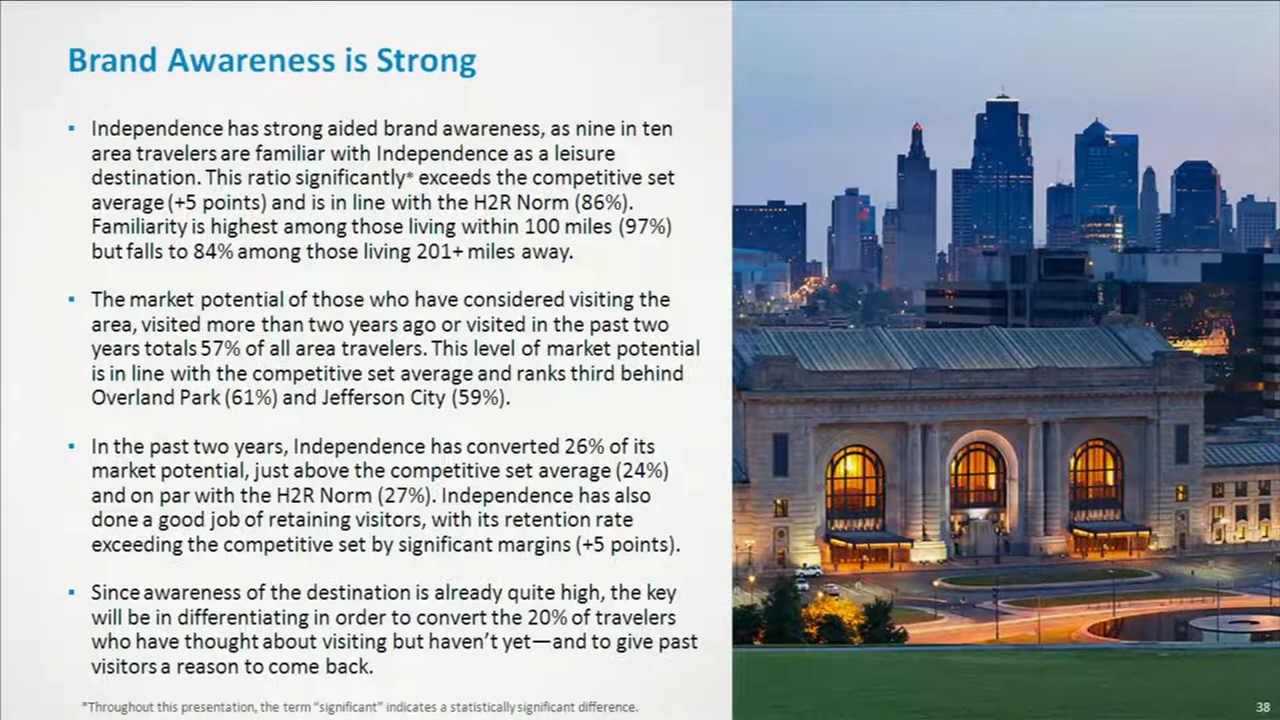 Brand Awareness is Strong
▪ Independence has strong aided brand awareness, as nine in ten
area travelers are familiar with Independence as a leisure
destination. This ratio significantly* exceeds the competitive set
average (+5 points) and is in line with the H2R Norm (86%).
Familiarity is highest among those living within 100 miles (97%)
but falls to 84% among those living 201+ miles away.
▪ The market potential of those who have considered visiting the
area, visited more than two years ago or visited in the past two
years totals 57% of all area travelers. This level of market potential
is in line with the competitive set average and ranks third behind
Overland Park (61%) and Jefferson City (59%).
▪ In the past two years, Independence has converted 26% of its
market potential, just above the competitive set average (24%)
and on par with the H2R Norm (27%). Independence has also
done a good job of retaining visitors, with its retention rate
exceeding the competitive set by significant margins (+5 points).
▪ Since awareness of the destination is already quite high, the key
will be in differentiating in order to convert the 20% of travelers
who have thought about visiting but haven’t yet—and to give past
visitors a reason to come back.
*Throughout this presentation, the term “significant” indicates a statistically significant difference.
38